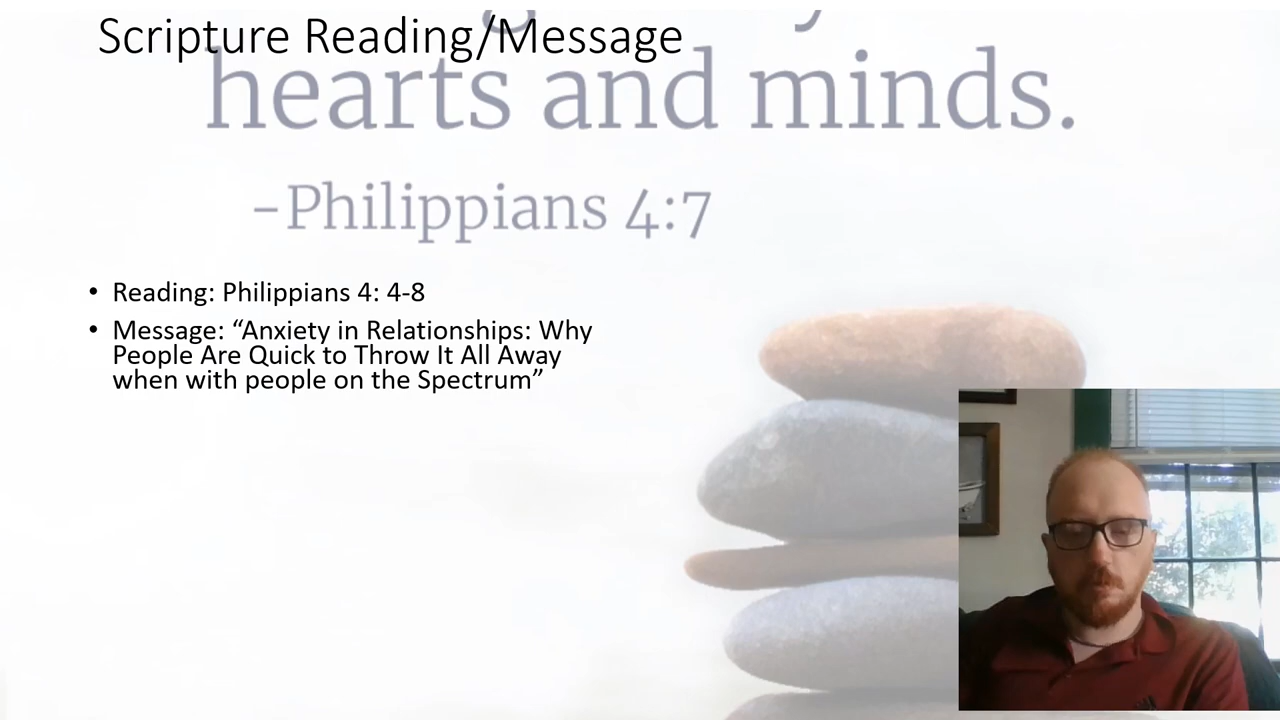 Scripture Reading/Message
hearts and minds.
-Philippians 4:7
• Reading: Philippians 4: 4-8
• Message: “Anxiety in Relationships: Why
People Are Quick to Throw It All Away
when with people on the Spectrum”